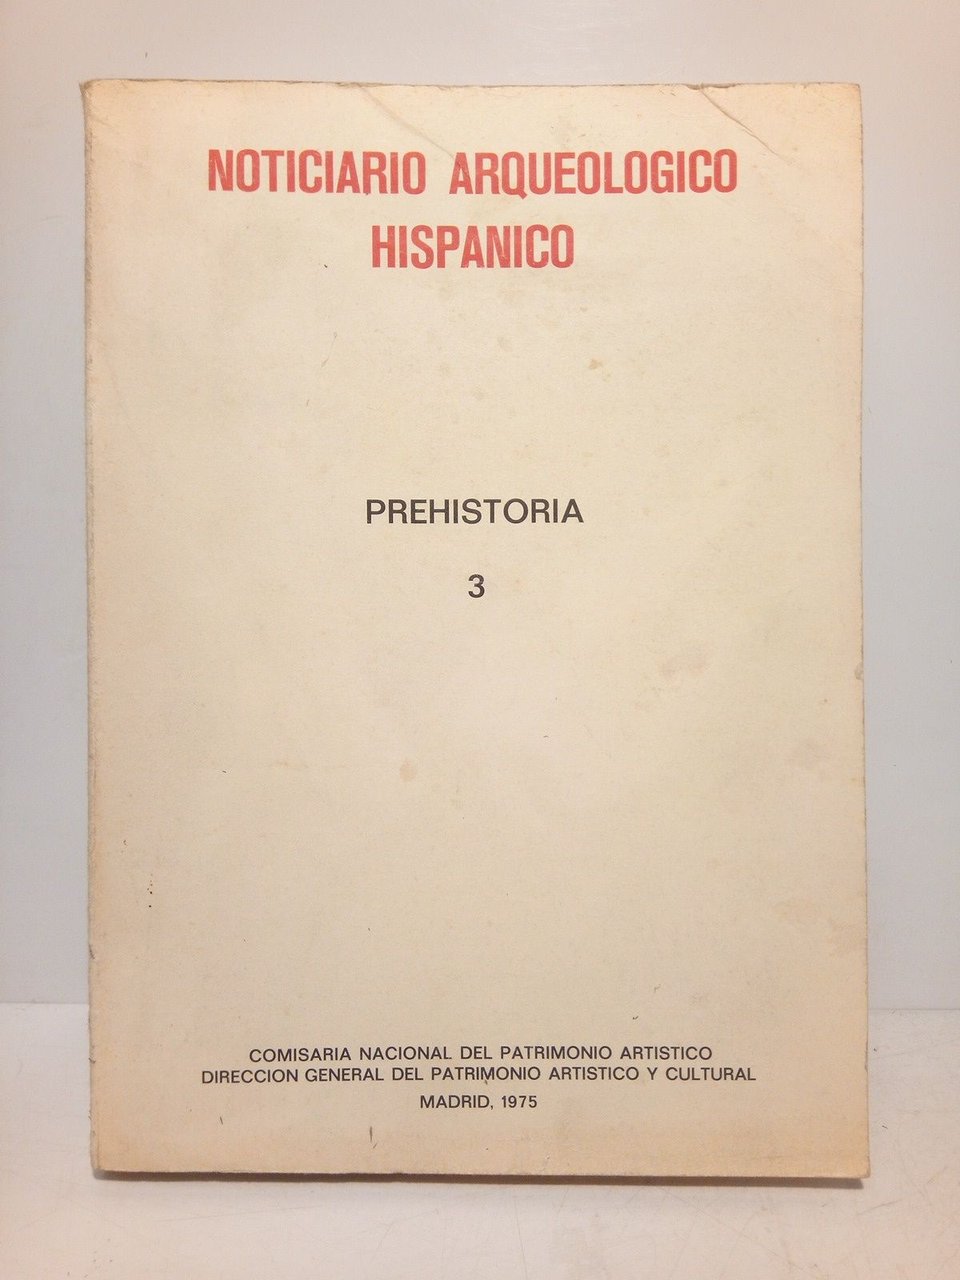 NOTICIARIO ARQUEOLOGICO
HISPANICO
PREHISTORIA
3
COMISARIA NACIONAL DEL PATRIMONIO ARTISTICO
DIRECCION GENERAL DEL PATRIMONIO ARTISTICO Y CULTURAL
MADRID, 1975